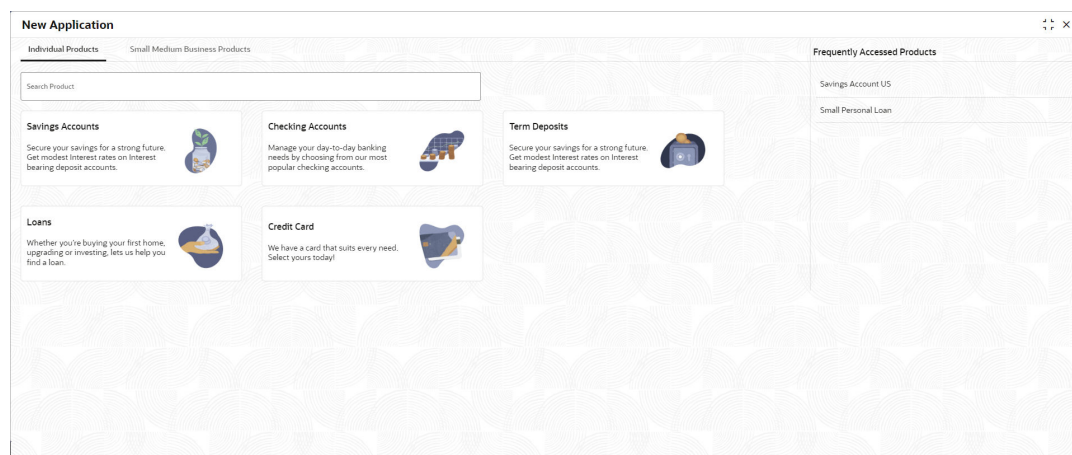 New Application
Individual Products
Small Medium Business Products
Search Product
Savings Accounts
Secure your savings for a strong future.
Get modest Interest rates on Interest
bearing deposit accounts.
Checking Accounts
Manage your day-to-day banking
needs by choosing from our most
popular checking accounts.
Term Deposits
Secure your savings for a strong future.
Get modest Interest rates on Interest
bearing deposit accounts.
Loans
Whether you're buying your first home,
upgrading or investing, lets us help you
find a loan.
Credit Card
We have a card that suits every need.
Select yours today!
Frequently Accessed Products
Savings Account US
Small Personal Loan